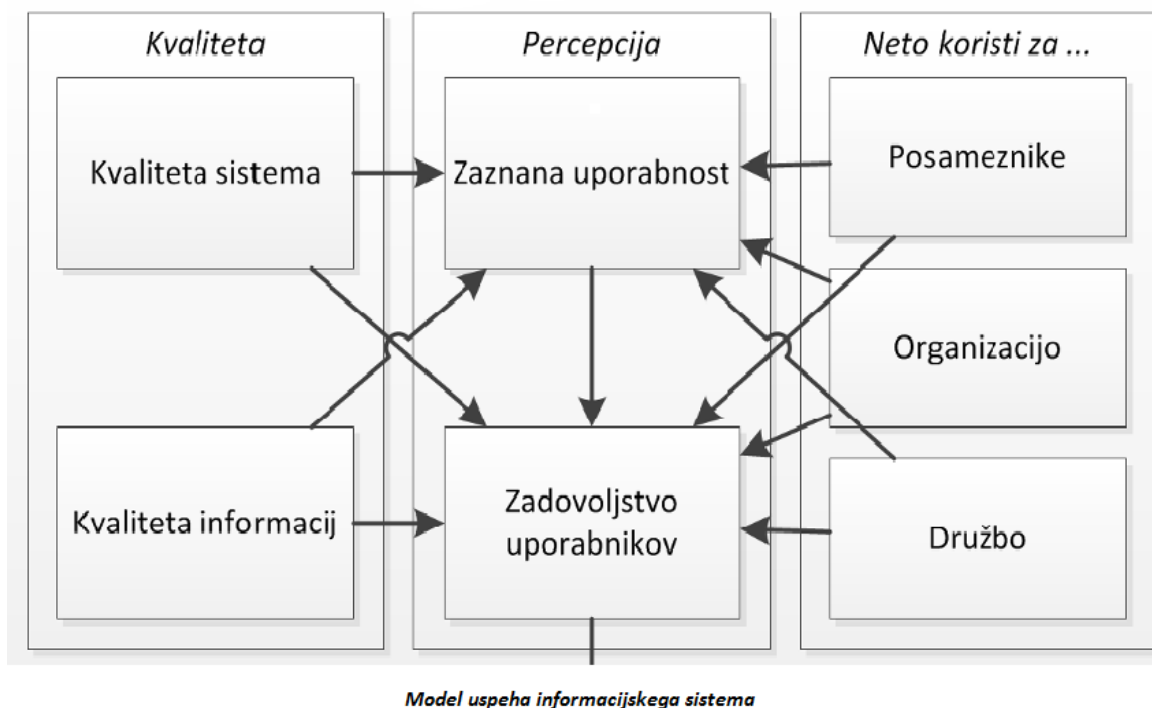 Kvaliteta
Percepcija
Neto koristi za ...
Kvaliteta sistema
Zaznana uporabnost
Posameznike
Organizacijo
Kvaliteta informacij
Zadovoljstvo
uporabnikov
Družbo
Model uspeha informacijskega sistema